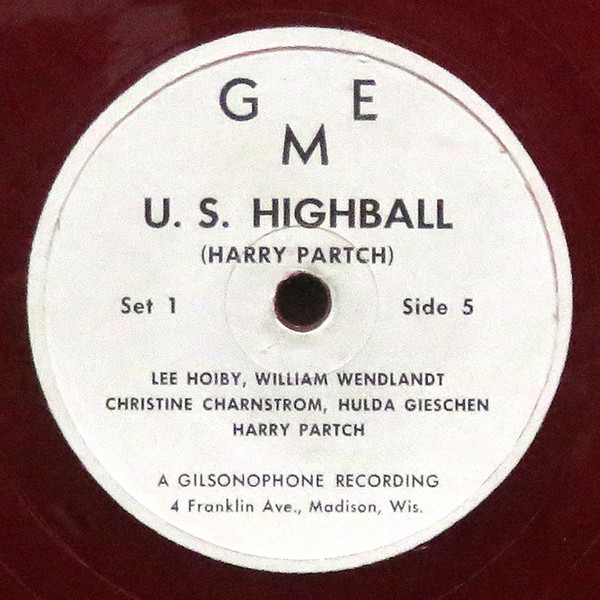 G E
M
U. S. HIGHBALL
(HARRY PARTCH)
Set 1 Side 5
LEE HOIBY, WILLIAM WENDLANDT
CHRISTINE CHARNSTROM, HULDA GIESCHEN
HARRY PARTCH
A GILSONOPHONE RECORDING
4 Franklin Ave., Madison, Wis.